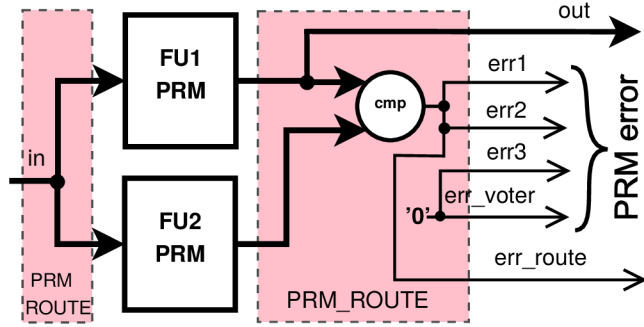 out
FU1
PRM
cmp
err1
err2
err3
err_voter
'0'
PRM error
in
FU2
PRM
err_route
PRM
ROUTE
PRM_ROUTE